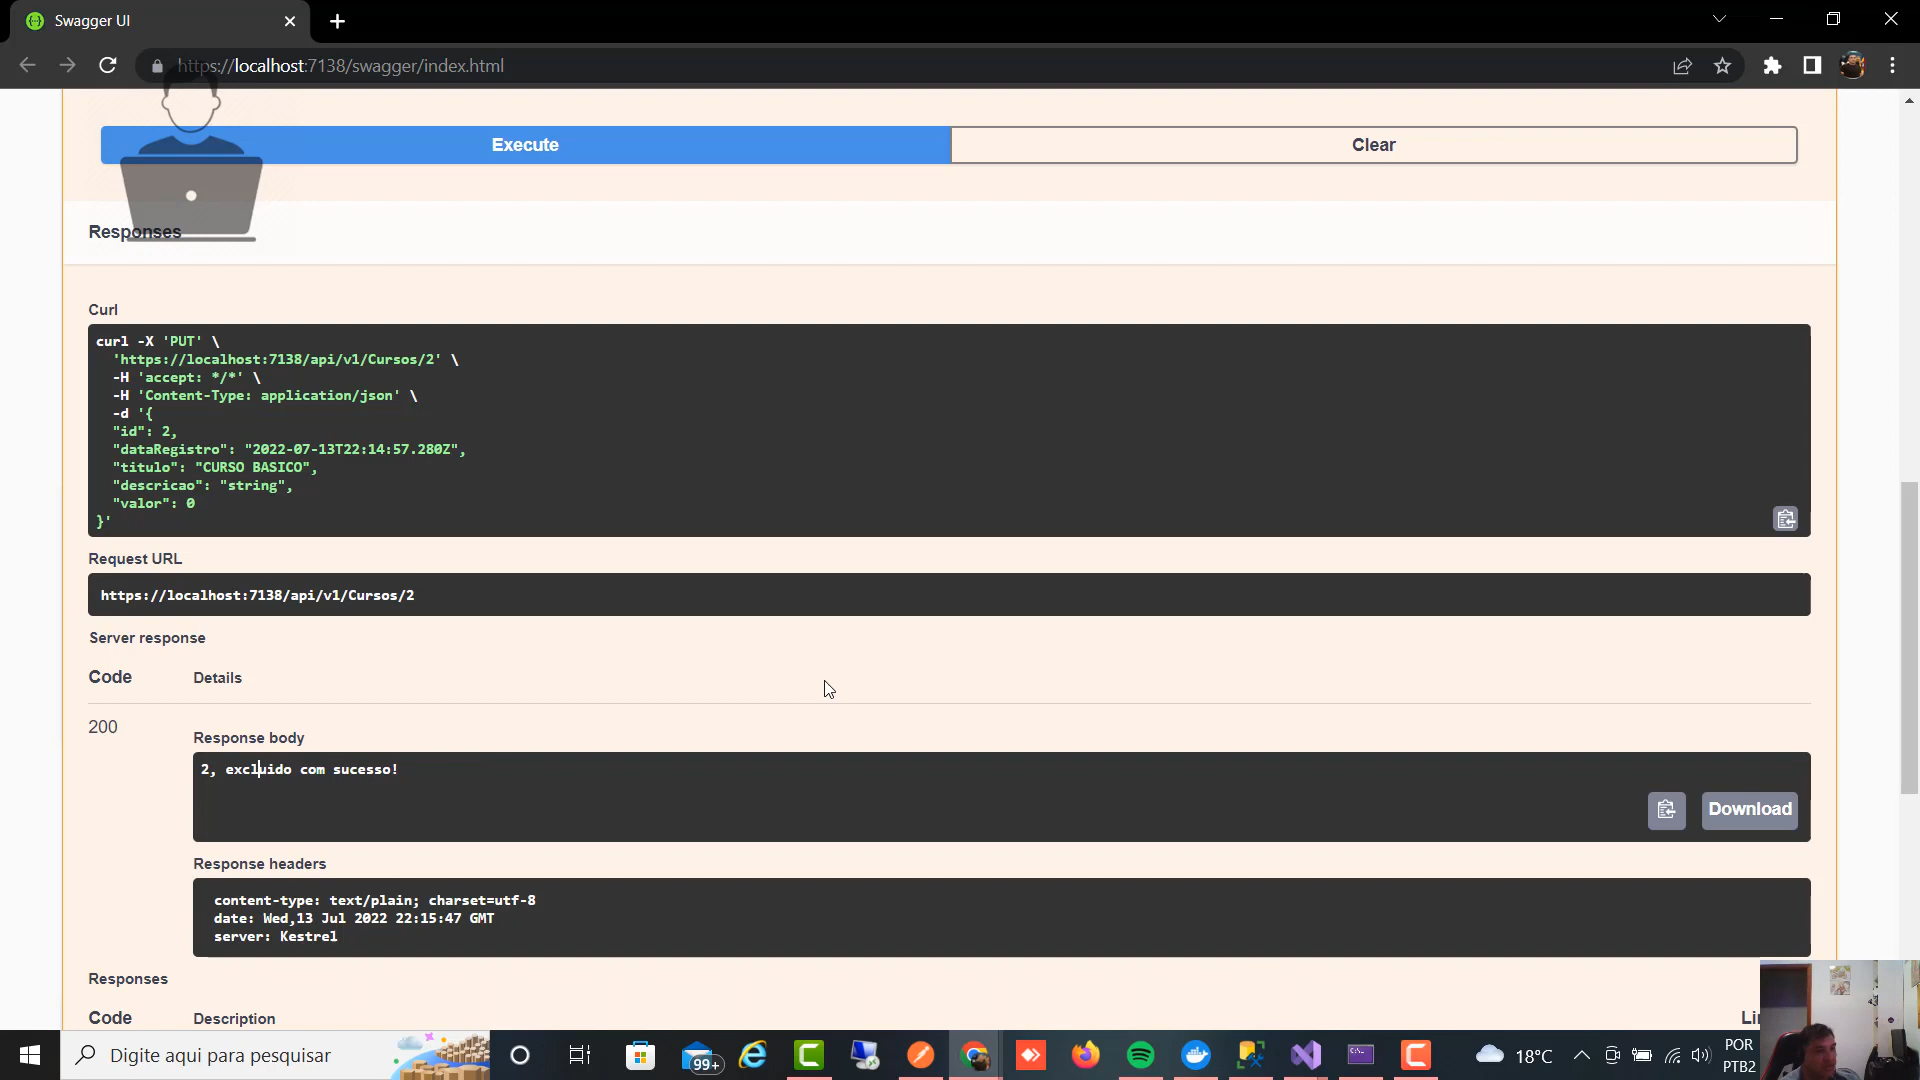 Swagger UI
https://localhost:7138/swagger/index.html
Execute
Clear
Responses
Curl
curl -X 'PUT' \
'https://localhost:7138/api/v1/Cursos/2' \
-H 'accept: */*' \
-H 'Content-Type: application/json' \
-d '{
"id": 2,
"dataRegistro": "2022-07-13T22:14:57.280Z",
"titulo": "CURSO BASICO",
"descricao": "string",
"valor": 0
}'
Request URL
https://localhost:7138/api/v1/Cursos/2
Server response
Code
Details
200
Response body
2, excluido com sucesso!
Download
Response headers
content-type: text/plain; charset=utf-8
date: Wed,13 Jul 2022 22:15:47 GMT
server: Kestrel
Responses
Code
Description
Li
Digite aqui para pesquisar
99+
18°C
POR
PTB2